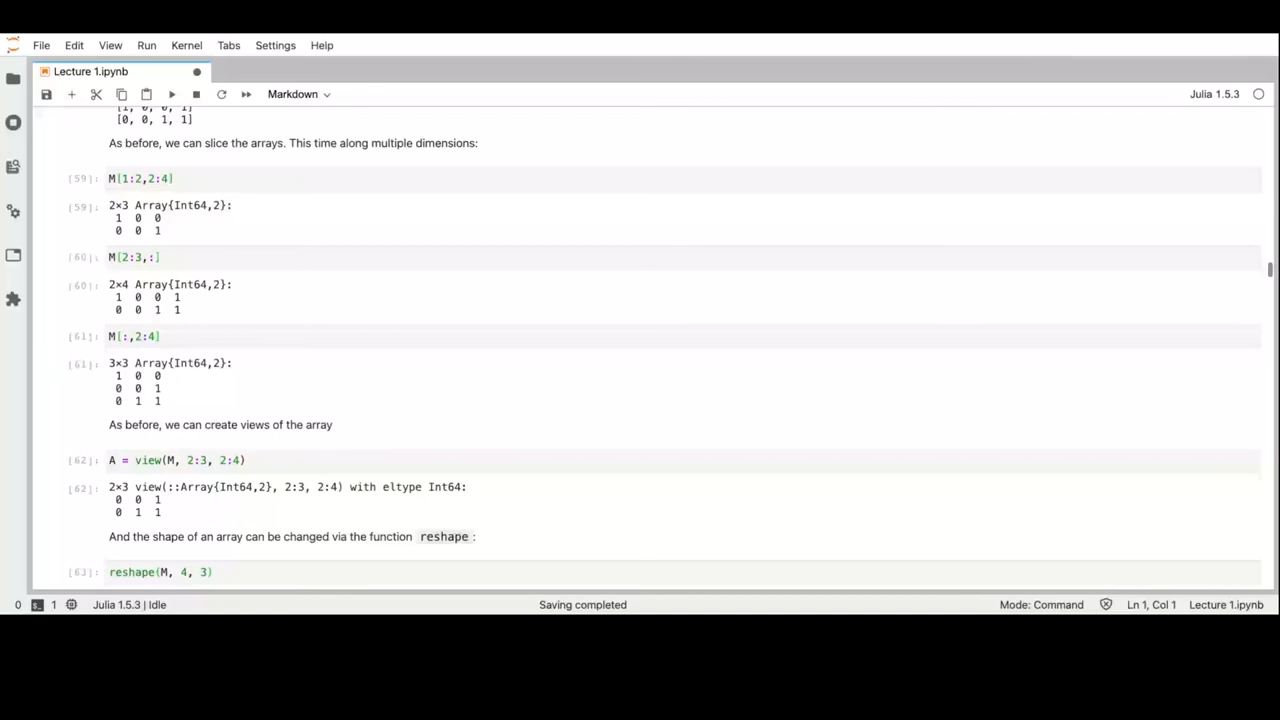 File Edit View Run Kernel Tabs Settings Help
Lecture 1.ipynb
Markdown
Julia 1.5.3
[1, 0, 0, 1]
[0, 0, 1, 1]
As before, we can slice the arrays. This time along multiple dimensions:
[59]: M[1:2,2:4]
[59]: 2×3 Array{Int64,2}:
1 0 0
0 0 1
[60]: M[2:3,:]
[60]: 2×4 Array{Int64,2}:
1 0 0 1
0 0 1 1
[61]: M[:,2:4]
[61]: 3×3 Array{Int64,2}:
1 0 0
0 0 1
0 1 1
As before, we can create views of the array
[62]: A = view(M, 2:3, 2:4)
[62]: 2×3 view(::Array{Int64,2}, 2:3, 2:4) with eltype Int64:
0 0 1
0 1 1
And the shape of an array can be changed via the function reshape:
[63]: reshape(M, 4, 3)
0 1 Julia 1.5.3 | Idle Saving completed Mode: Command Ln 1, Col 1 Lecture 1.ipynb